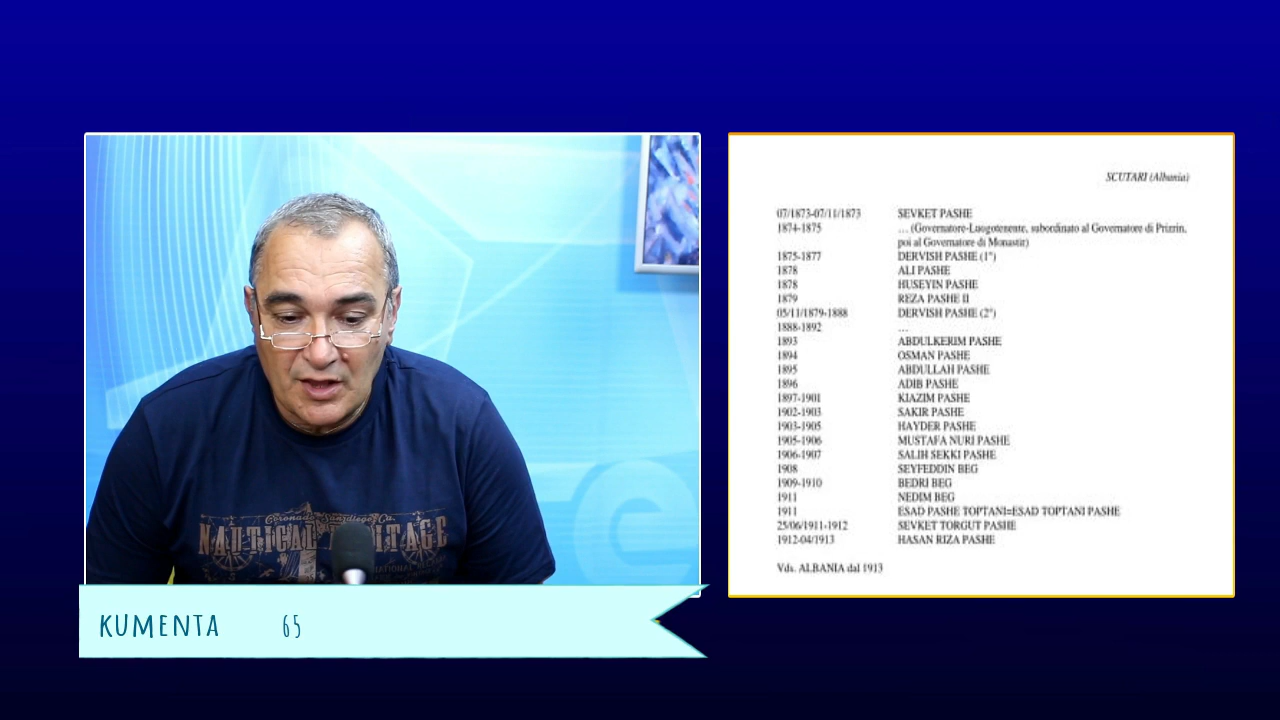 SCUTARI (Albania)
07/1873-07/11/1873 SEVKET PASHE
1874-1875 … (Governatore-Luogotenente, subordinato al Governatore di Prizrin,
poi al Governatore di Monastir)
1875-1877 DERVISH PASHE (1°)
1878 ALI PASHE
1878 HUSEYIN PASHE
1879 REZA PASHE II
05/11/1879-1888 DERVISH PASHE (2°)
1888-1892 …
1893 ABDULKERIM PASHE
1894 OSMAN PASHE
1895 ABDULLAH PASHE
1896 ADIB PASHE
1897-1901 KIAZIM PASHE
1902-1903 SAKIR PASHE
1903-1905 HAYDER PASHE
1905-1906 MUSTAFA NURI PASHE
1906-1907 SALIH SEKKI PASHE
1908 SEYFEDDIN BEG
1909-1910 BEDRI BEG
1911 NEDIM BEG
1911 ESAD PASHE TOPTANI=ESAD TOPTANI PASHE
25/06/1911-1912 SEVKET TORGUT PASHE
1912-04/1913 HASAN RIZA PASHE
Vds. ALBANIA dal 1913
Coronado Sandiego Ca.
NAUTICAL HERITAGE
e
KUMENTA 65